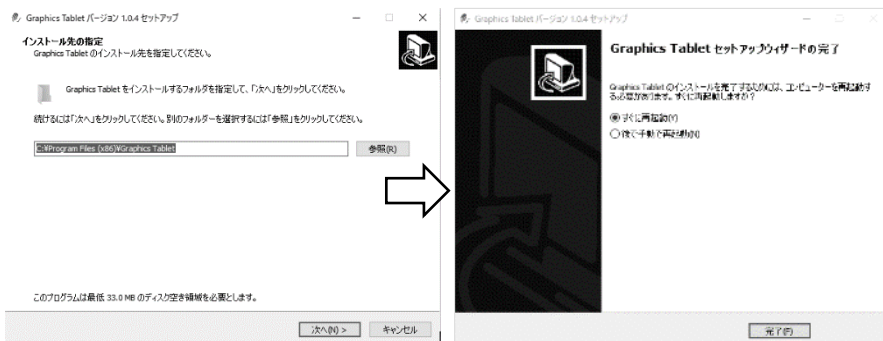 Graphics Tablet バージョン 1.0.4 セットアップ
インストール先の指定
Graphics Tablet のインストール先を指定してください。
Graphics Tablet をインストールするフォルダを指定して、「次へ」をクリックしてください。
続けるには「次へ」をクリックしてください。別のフォルダーを選択するには「参照」をクリックしてください。
C:¥Program Files (x86)¥Graphics Tablet
参照(R)
このプログラムは最低 33.0 MB のディスク空き領域を必要とします。
次へ(N) >
キャンセル
Graphics Tablet バージョン 1.0.4 セットアップ
Graphics Tablet セットアップウィザードの完了
Graphics Tablet のインストールを完了するためには、コンピューターを再起動す
る必要があります。すぐに再起動しますか？
すぐに再起動(Y)
後で手動で再起動(N)
完了(F)